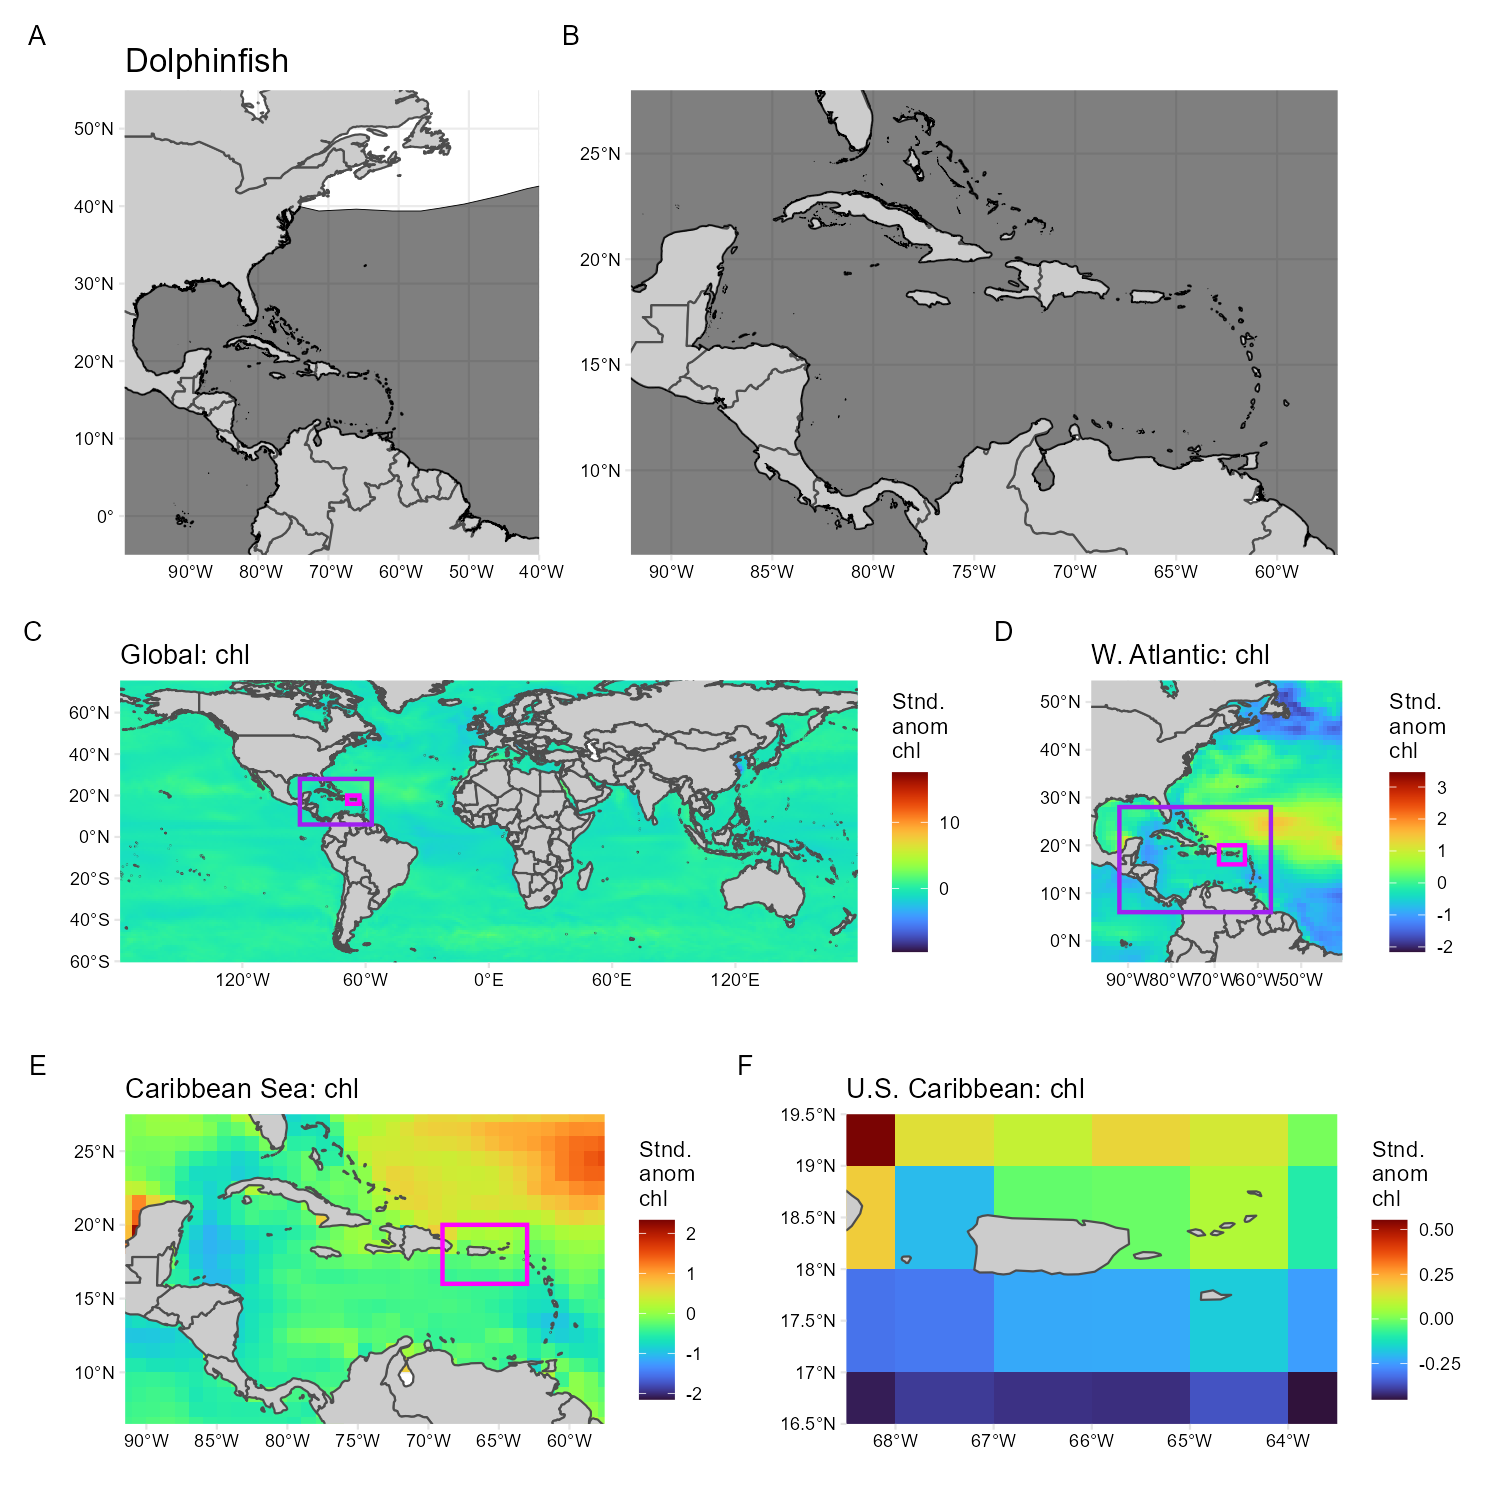 A
B
Dolphinfish
50°N
40°N
30°N
20°N
10°N
0°
90°W
80°W
70°W
60°W
50°W
40°W
25°N
20°N
15°N
10°N
90°W
85°W
80°W
75°W
70°W
65°W
60°W
C
D
Global: chl
60°N
40°N
20°N
0°N
20°S
40°S
60°S
120°W
60°W
0°E
60°E
120°E
Stnd.
anom
chl
10
0
W. Atlantic: chl
50°N
40°N
30°N
20°N
10°N
0°N
90°W
80°W
70°W
60°W
50°W
Stnd.
anom
chl
3
2
1
0
-1
-2
E
F
Caribbean Sea: chl
25°N
20°N
15°N
10°N
90°W
85°W
80°W
75°W
70°W
65°W
60°W
Stnd.
anom
chl
2
1
0
-1
-2
U.S. Caribbean: chl
19.5°N
19°N
18.5°N
18°N
17.5°N
17°N
16.5°N
68°W
67°W
66°W
65°W
64°W
Stnd.
anom
chl
0.50
0.25
0.00
-0.25